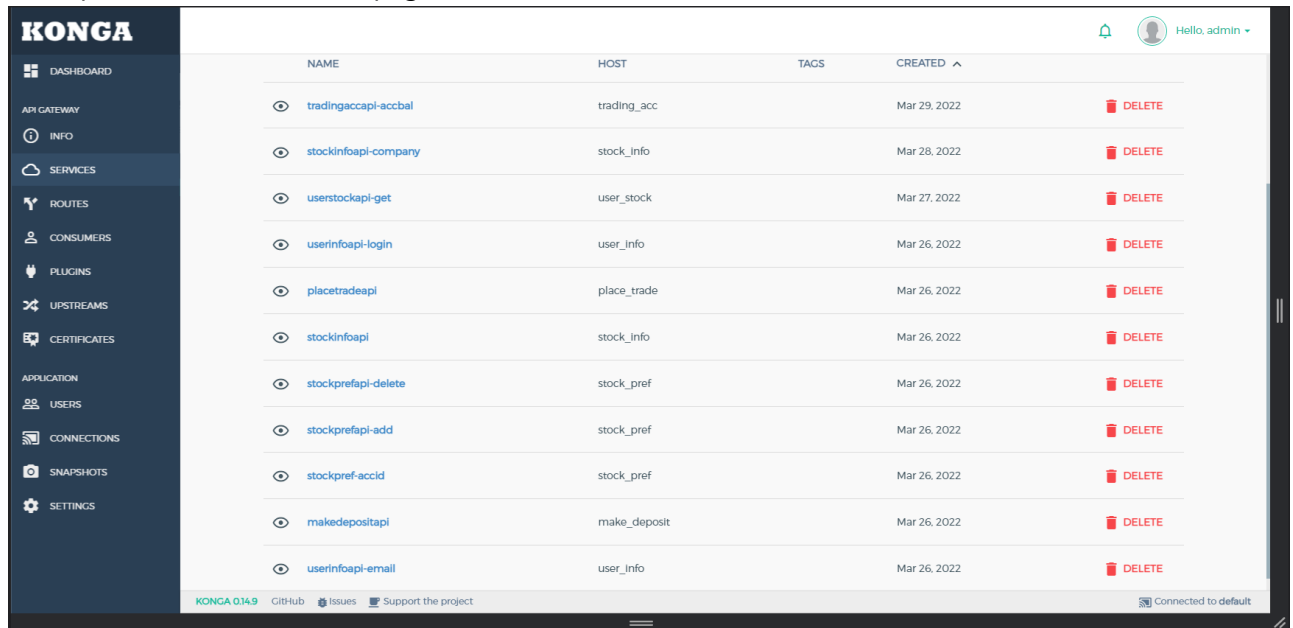 KONGA
Hello, admin
DASHBOARD
API GATEWAY
INFO
SERVICES
ROUTES
CONSUMERS
PLUGINS
UPSTREAMS
CERTIFICATES
APPLICATION
USERS
CONNECTIONS
SNAPSHOTS
SETTINGS
NAME HOST TAGS CREATED
tradingaccapi-accbal trading_acc Mar 29, 2022 DELETE
stockinfoapi-company stock_info Mar 28, 2022 DELETE
userstockapi-get user_stock Mar 27, 2022 DELETE
userinfoapi-login user_info Mar 26, 2022 DELETE
placetradeapi place_trade Mar 26, 2022 DELETE
stockinfoapi stock_info Mar 26, 2022 DELETE
stockprefapi-delete stock_pref Mar 26, 2022 DELETE
stockprefapi-add stock_pref Mar 26, 2022 DELETE
stockpref-accid stock_pref Mar 26, 2022 DELETE
makedepositapi make_deposit Mar 26, 2022 DELETE
userinfoapi-email user_info Mar 26, 2022 DELETE
KONGA 0.14.9 GitHub Issues Support the project Connected to default